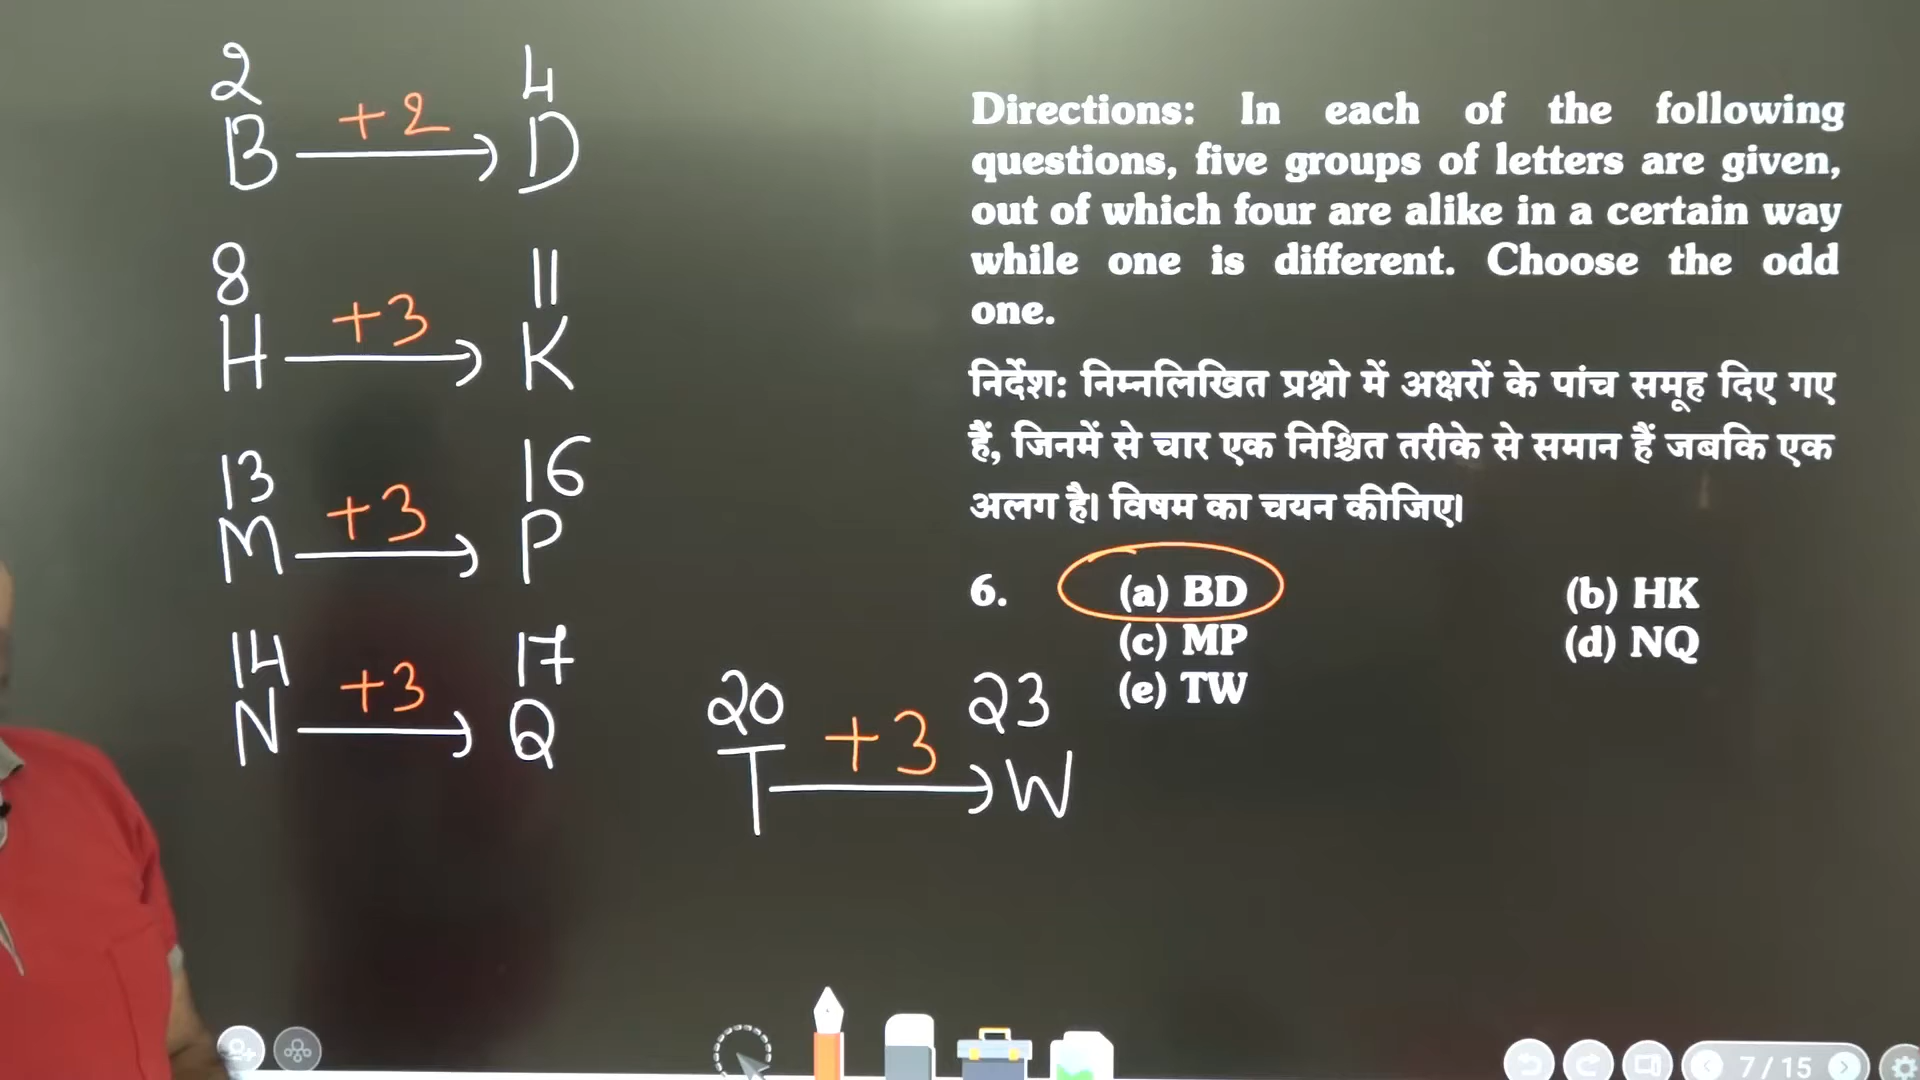 2 4
B +2 D
8 11
H +3 K
13 16
M +3 P
14 17
N +3 Q
20 23
T +3 W
Directions: In each of the following
questions, five groups of letters are given,
out of which four are alike in a certain way
while one is different. Choose the odd
one.
निर्देश: निम्नलिखित प्रश्नो में अक्षरों के पांच समूह दिए गए
हैं, जिनमें से चार एक निश्चित तरीके से समान हैं जबकि एक
अलग है। विषम का चयन कीजिए।
6. (a) BD (b) HK
(c) MP (d) NQ
(e) TW
7 / 15